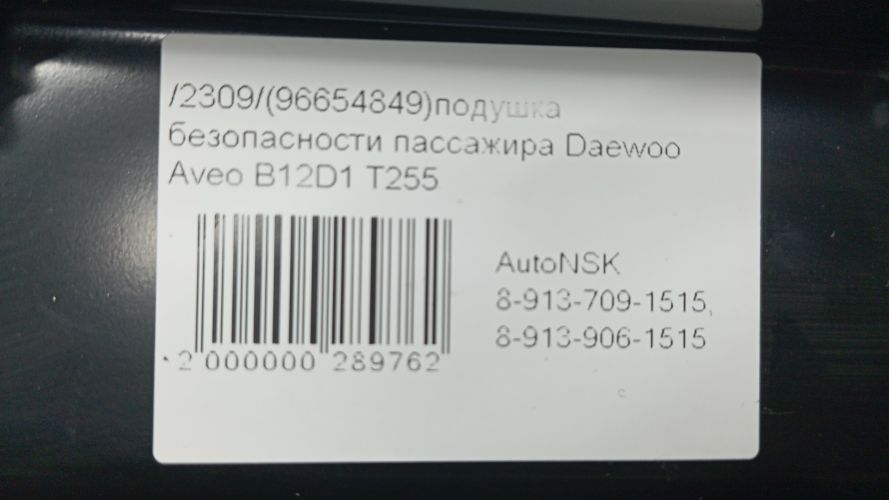 /2309/(96654849)подушка
безопасности пассажира Daewoo
Aveo B12D1 T255
AutoNSK
8-913-709-1515,
8-913-906-1515
2 000000 289762
c